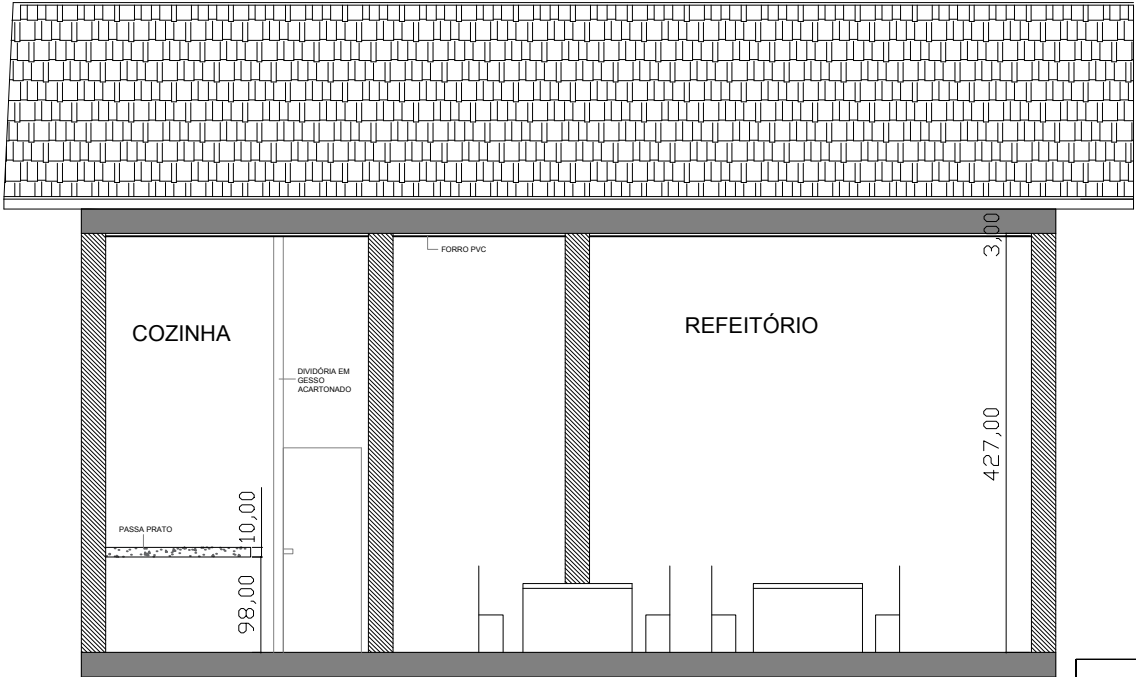 3,00
FORRO PVC
COZINHA
REFEITÓRIO
DIVIDÓRIA EM
GESSO
ACARTONADO
427,00
10,00
PASSA PRATO
98,00